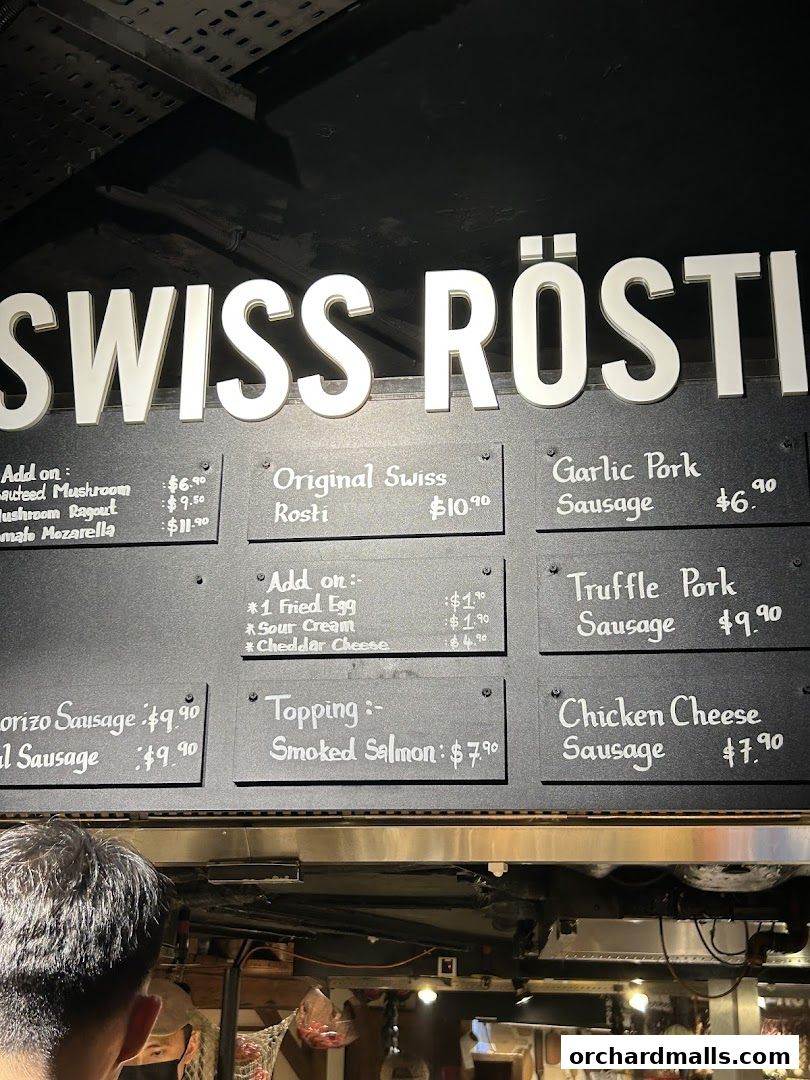 SWISS RÖSTI
Add on :
Mushroom :$6.90
Mushroom Ragout :$9.50
Mozarella :$11.90
Original Swiss
Rosti $10.90
Garlic Pork
Sausage $6.90
Add on :-
*1 Fried Egg :$1.90
*Sour Cream :$1.90
*Cheddar Cheese $4.90
Truffle Pork
Sausage $9.90
Sausage :$9.90
Sausage :$9.90
Topping :-
Smoked Salmon : $7.90
Chicken Cheese
Sausage $7.90
orchardmalls.com